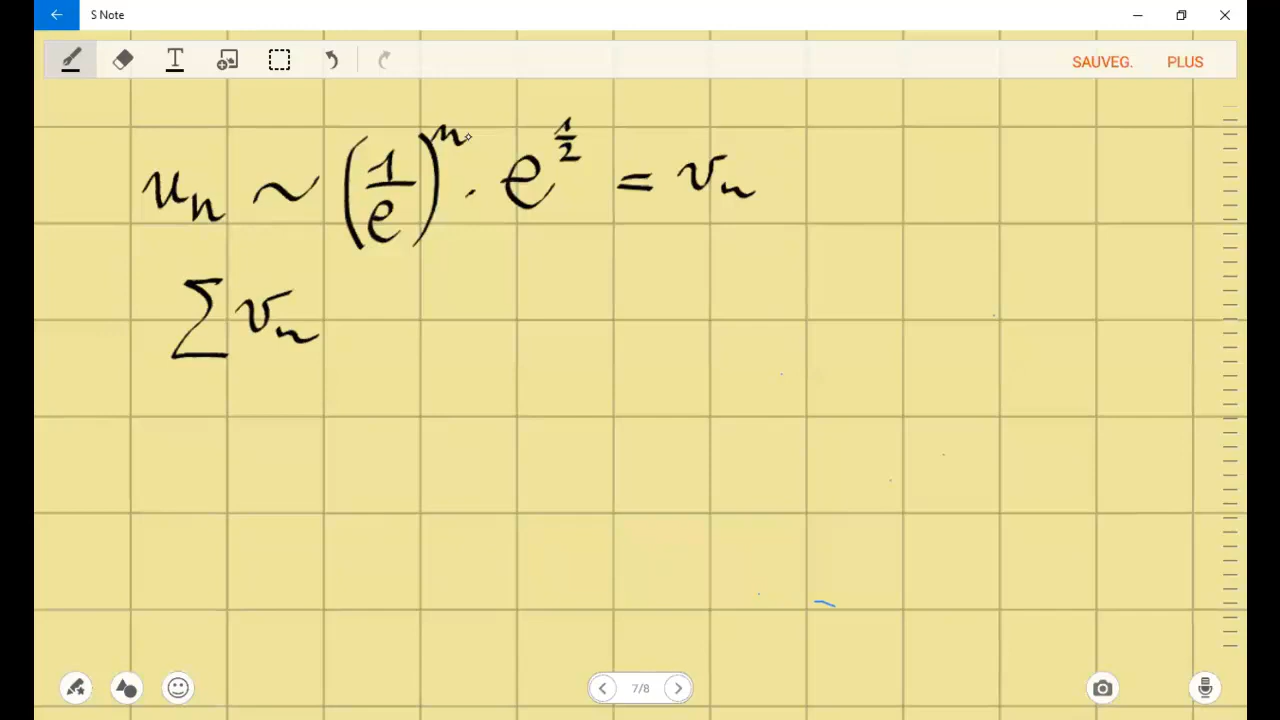 S Note
T
SAUVEG. PLUS
u_n ~ (1/e)^n . e^(1/2) = v_n
∑ v_n
7/8